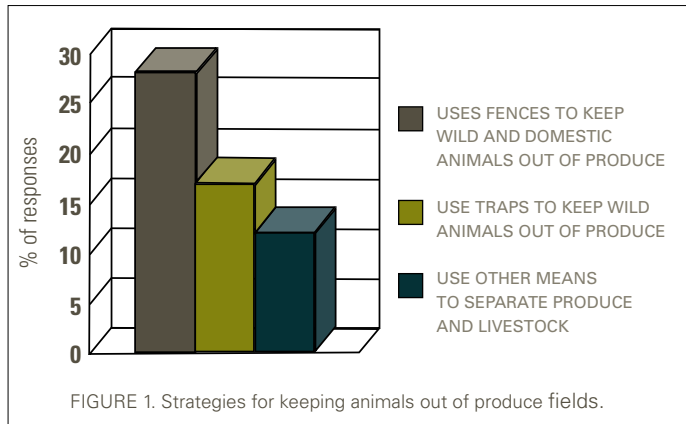 30
25
20
15
10
5
0
% of responses
USES FENCES TO KEEP
WILD AND DOMESTIC
ANIMALS OUT OF PRODUCE
USE TRAPS TO KEEP WILD
ANIMALS OUT OF PRODUCE
USE OTHER MEANS
TO SEPARATE PRODUCE
AND LIVESTOCK
FIGURE 1. Strategies for keeping animals out of produce fields.